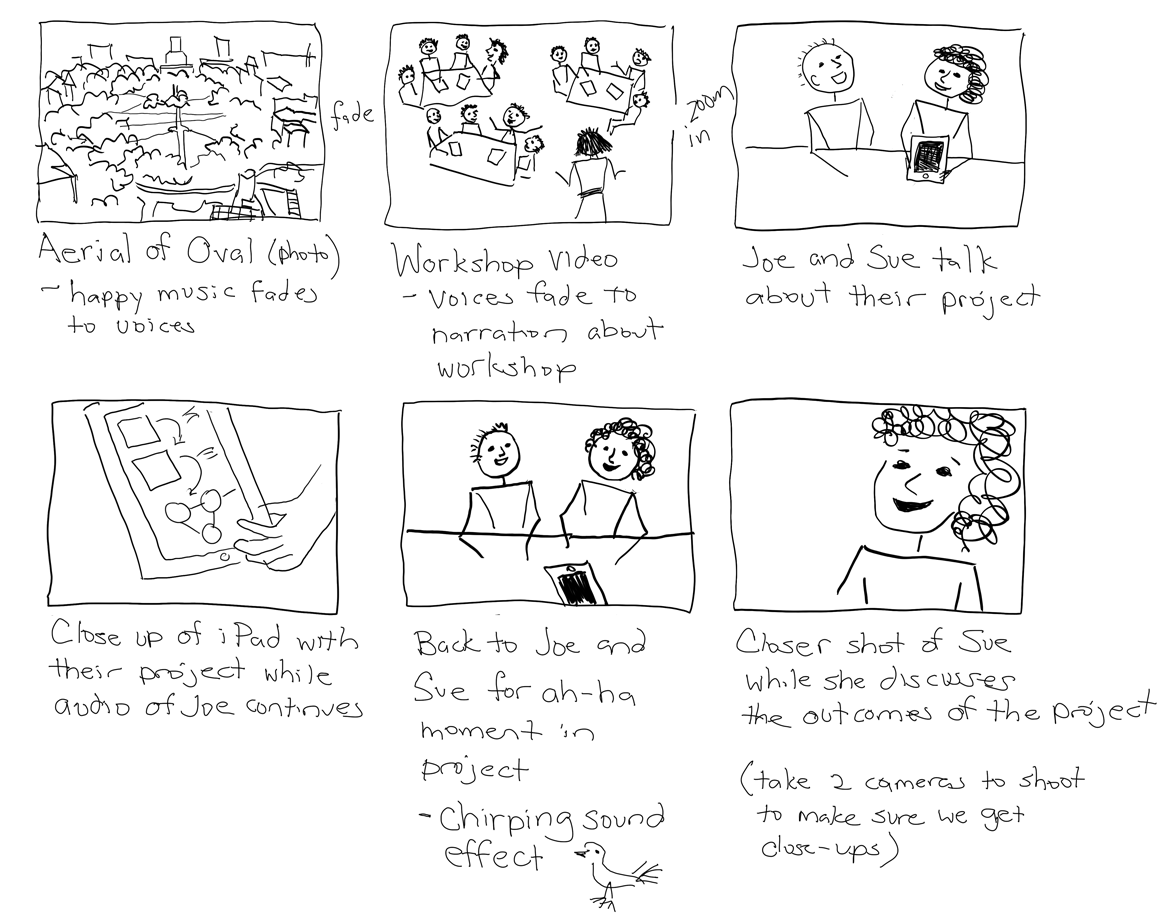 fade
zoom
in
Aerial of Oval (photo)
- happy music fades
to voices
Workshop video
- Voices fade to
narration about
workshop
Joe and Sue talk
about their project
Close up of iPad with
their project while
audio of Joe continues
Back to Joe and
Sue for ah-ha
moment in
project
- Chirping sound
effect
Closer shot of Sue
while she discusses
the outcomes of the project
(take 2 cameras to shoot
to make sure we get
close-ups)